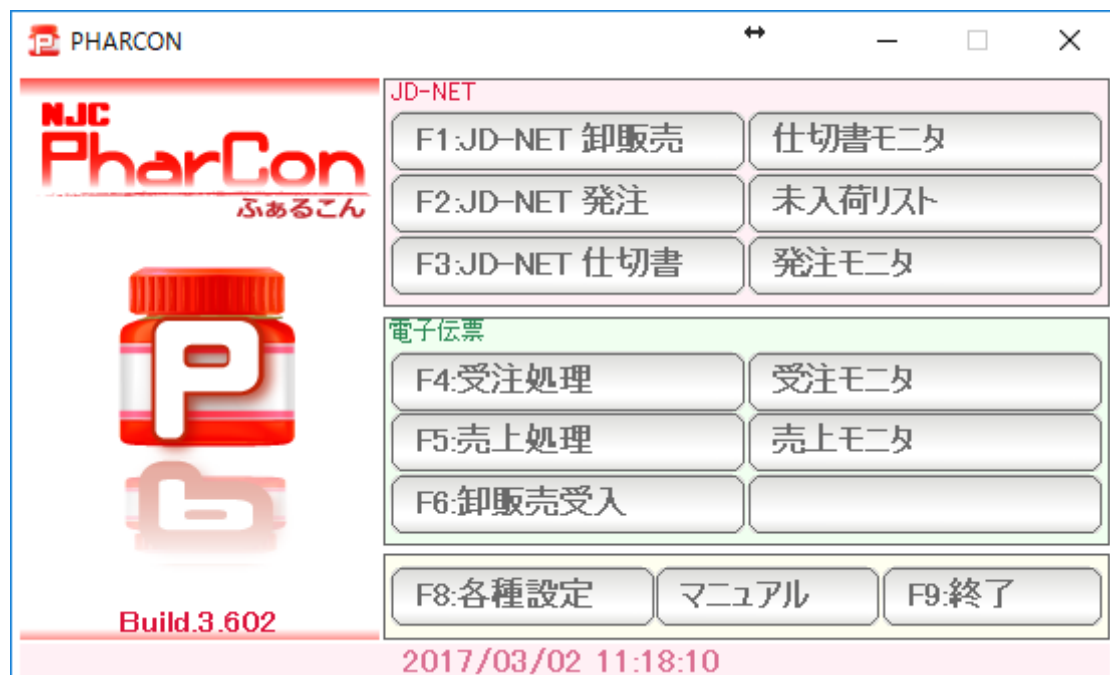 PHARCON
NJC
PharCon
ふぁるこん
P
Build.3.602
JD-NET
F1:JD-NET 卸販売 仕切書モニタ
F2:JD-NET 発注 未入荷リスト
F3:JD-NET 仕切書 発注モニタ
電子伝票
F4:受注処理 受注モニタ
F5:売上処理 売上モニタ
F6:卸販売受入
F8:各種設定 マニュアル F9:終了
2017/03/02 11:18:10